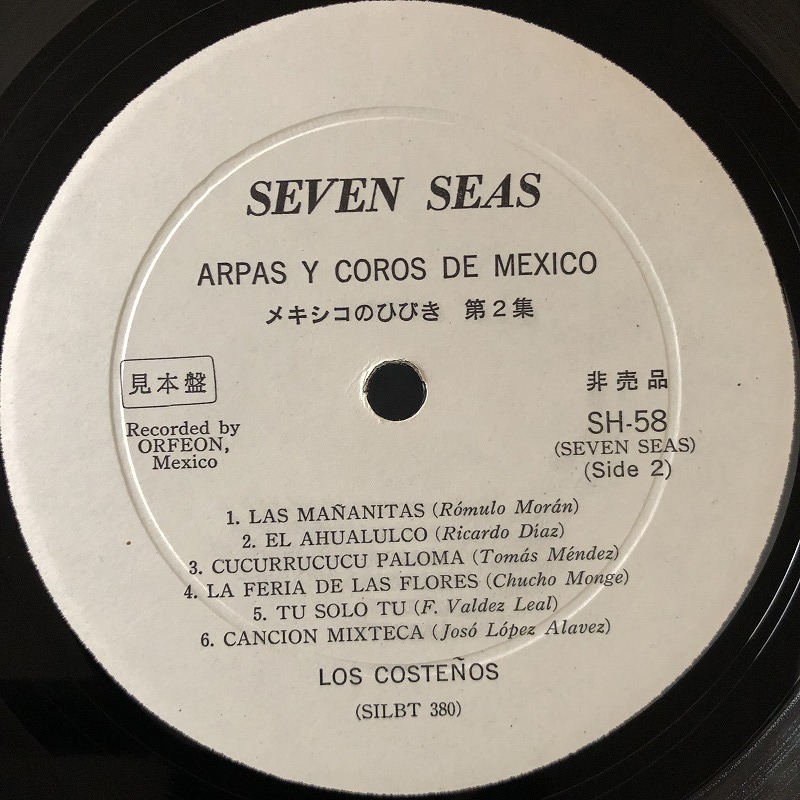 SEVEN SEAS
ARPAS Y COROS DE MEXICO
メキシコのひびき 第2集
見本盤
Recorded by
ORFEON,
Mexico
非売品
SH-58
(SEVEN SEAS)
(Side 2)
1. LAS MAÑANITAS (Rómulo Morán)
2. EL AHUALULCO (Ricardo Díaz)
3. CUCURRUCUCU PALOMA (Tomás Méndez)
4. LA FERIA DE LAS FLORES (Chucho Monge)
5. TU SOLO TU (F. Valdez Leal)
6. CANCION MIXTECA (Josó López Alavez)
LOS COSTEÑOS
(SILBT 380)